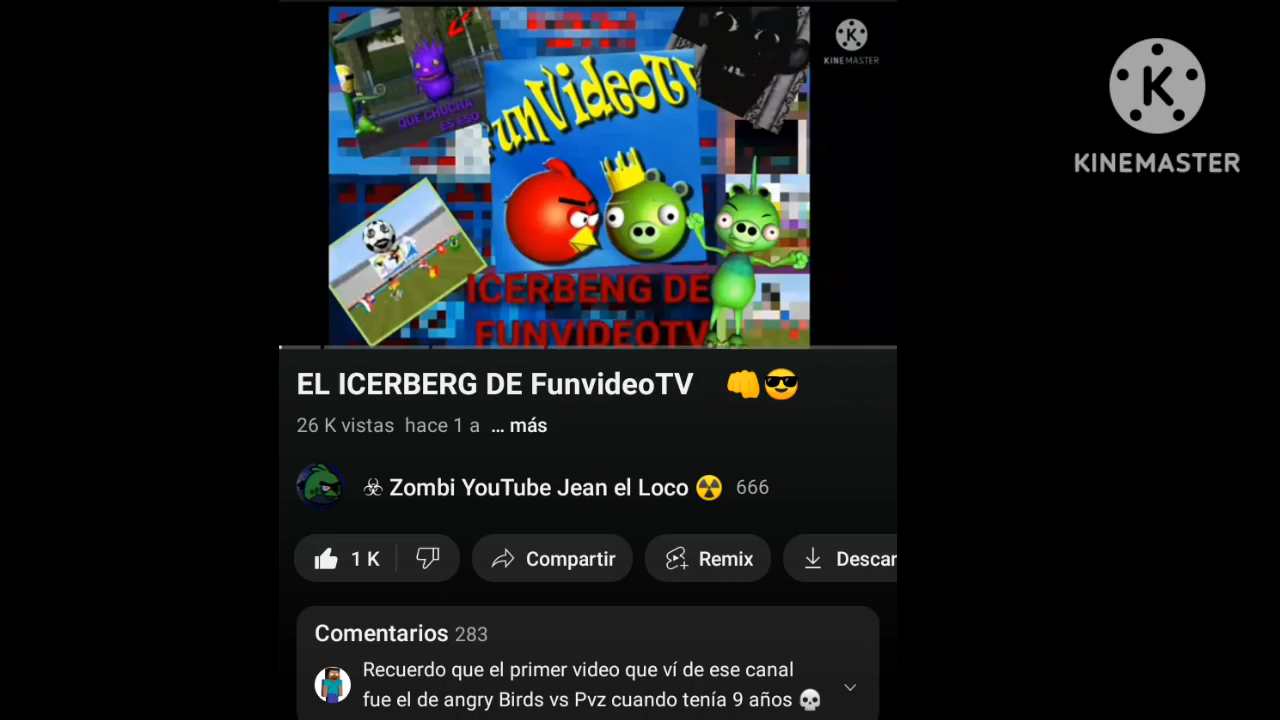 KINEMASTER
KINEMASTER
QUE CHUCHA
ES ESO
FunVideoTV
ICERBENG DE
FUNVIDEOTV
EL ICERBERG DE FunvideoTV 👊😎
26 K vistas hace 1 a ... más
☣ Zombi YouTube Jean el Loco ☢ 666
1 K
Compartir
Remix
Descar
Comentarios 283
Recuerdo que el primer video que ví de ese canal
fue el de angry Birds vs Pvz cuando tenía 9 años 💀